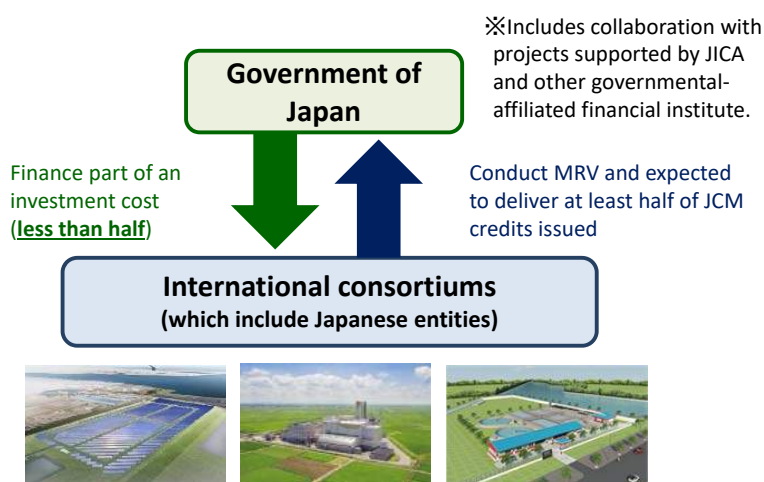 ※Includes collaboration with
projects supported by JICA
and other governmental-
affiliated financial institute.
Government of
Japan
Finance part of an
investment cost
(less than half)
Conduct MRV and expected
to deliver at least half of JCM
credits issued
International consortiums
(which include Japanese entities)